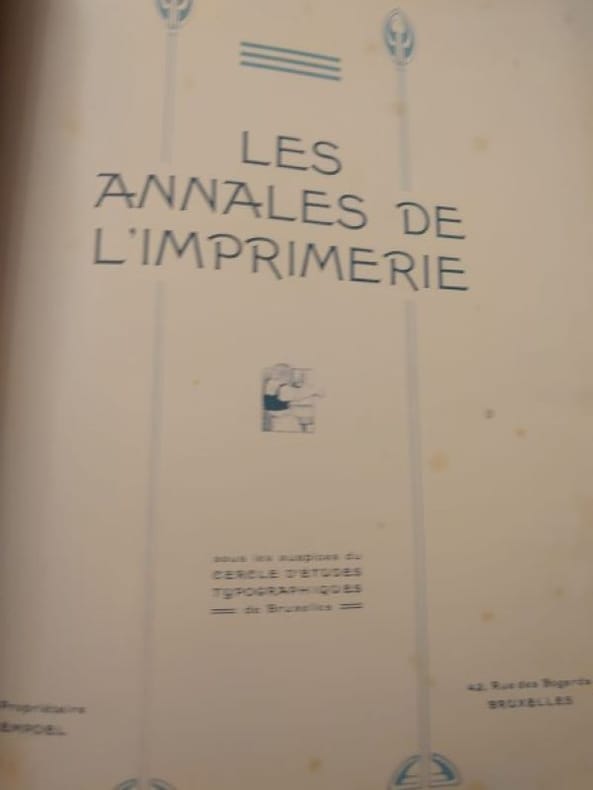 LES
ANNALES DE
L'IMPRIMERIE
sous les auspices du
CERCLE D'ÉTUDES
TYPOGRAPHIQUES
de Bruxelles
Propriétaire
EMPOEL
42, Rue des Bogards
BRUXELLES